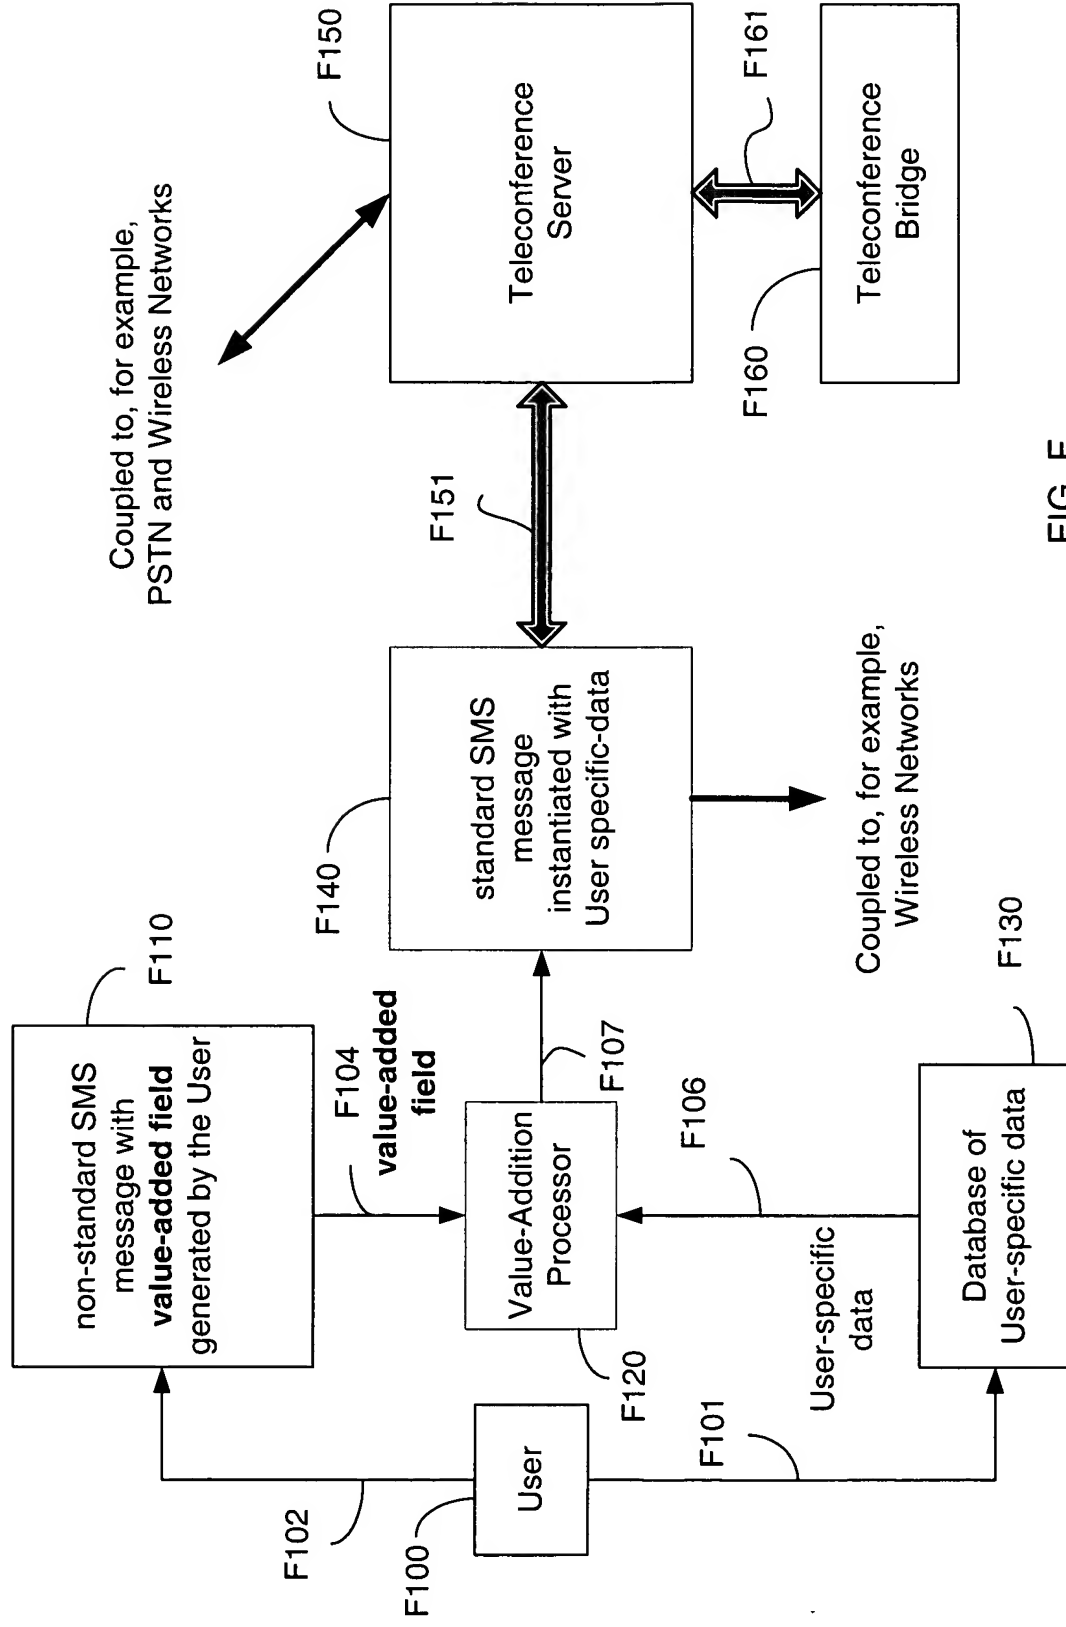 F102
F100
User
F101
non-standard SMS
message with
value-added field
generated by the User
F110
F104
value-added
field
Value-Addition
Processor
F120
F107
F106
User-specific
data
Database of
User-specific data
F130
F140
standard SMS
message
instantiated with
User specific-data
Coupled to, for example,
Wireless Networks
F151
Coupled to, for example,
PSTN and Wireless Networks
F150
Teleconference
Server
F161
F160
Teleconference
Bridge